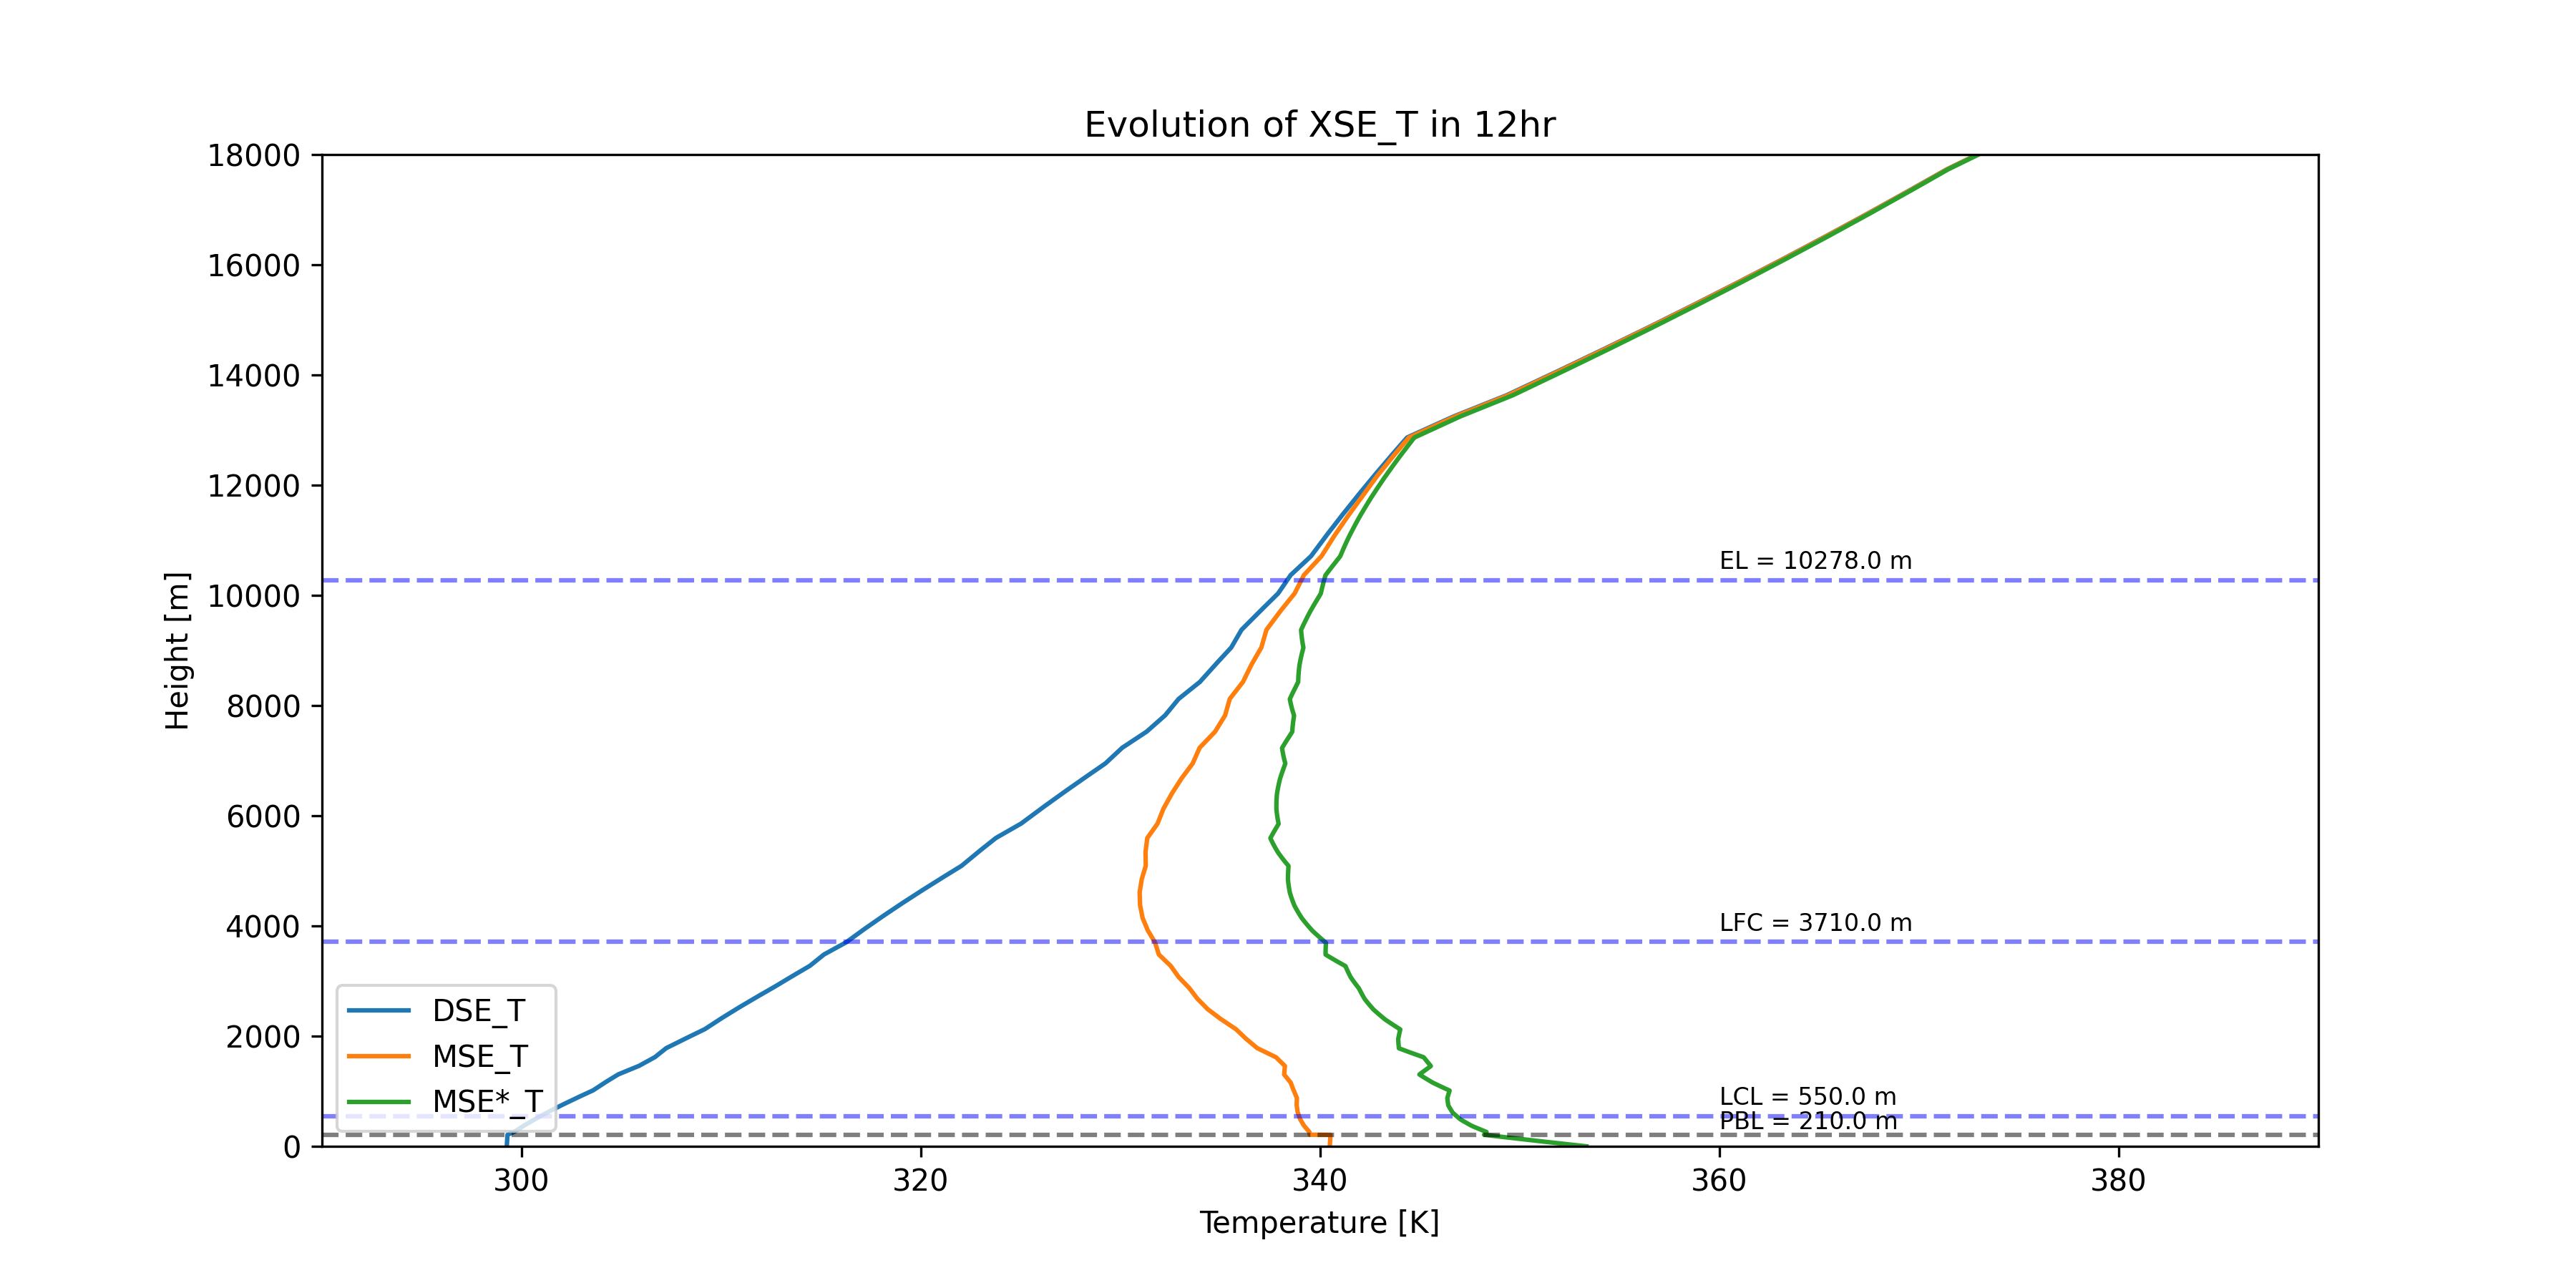 Evolution of XSE_T in 12hr
18000
16000
14000
12000
10000
8000
6000
4000
2000
0
Height [m]
EL = 10278.0 m
LFC = 3710.0 m
LCL = 550.0 m
PBL = 210.0 m
DSE_T
MSE_T
MSE*_T
300
320
340
360
380
Temperature [K]